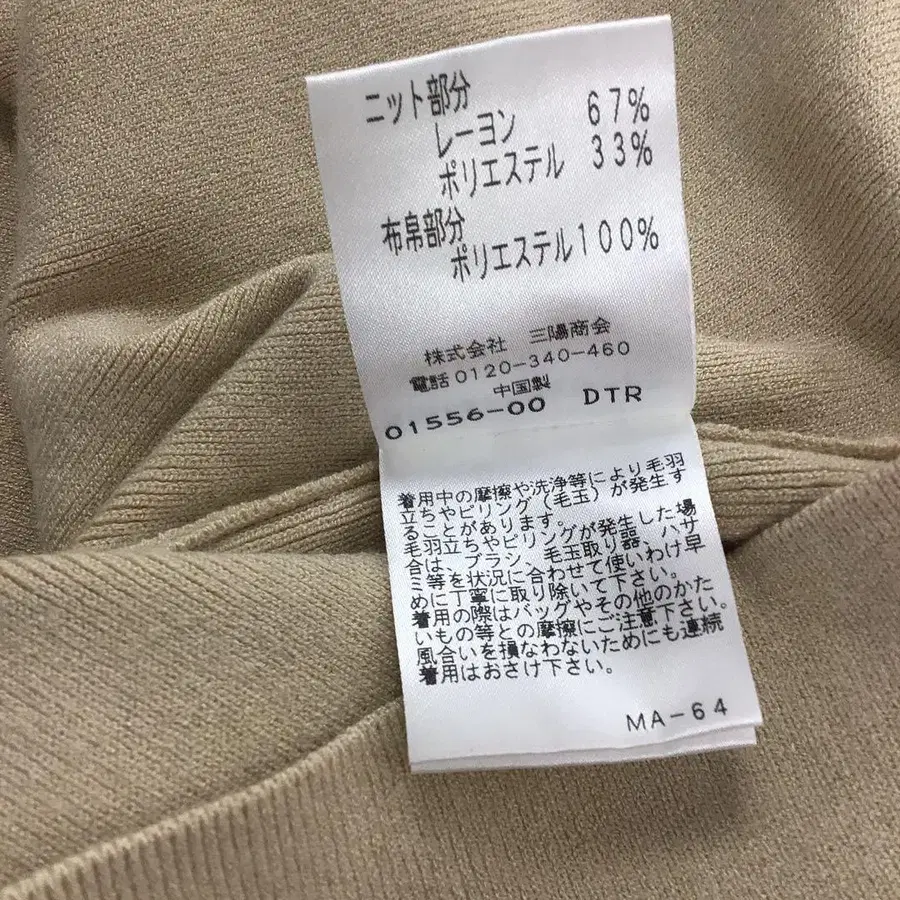 ニット部分
レーヨン 67%
ポリエステル 33%
布帛部分
ポリエステル100%
株式会社 三陽商会
電話0120-340-460
中国製
01556-00 DTR
着用中の摩擦や洗浄等により毛羽
立ちやピリング(毛玉)が発生す
ることがあります。
毛羽立ちやピリングが発生した場
合は、ブラシ、毛玉取り器、ハサ
ミ等を状況に合わせて使いわけ早
めに丁寧に取り除いて下さい。
着用の際はバッグやその他のかた
いもの等との摩擦にご注意下さい。
風合いを損なわないためにも連続
着用はおさけ下さい。
MA-64